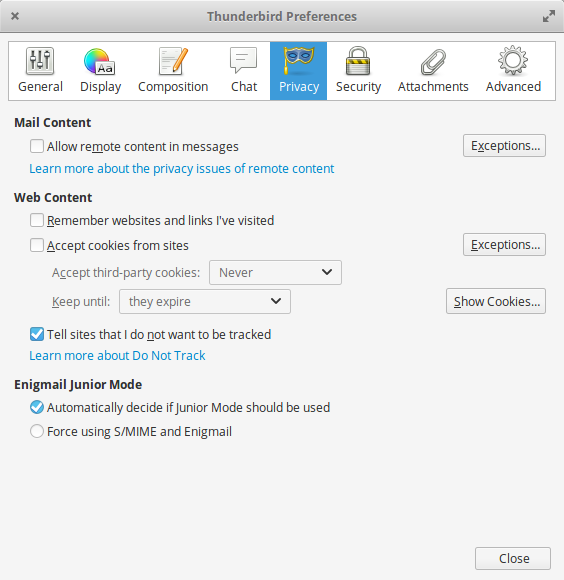 Thunderbird Preferences
Aa
General Display Composition Chat Privacy Security Attachments Advanced
Mail Content
Allow remote content in messages Exceptions...
Learn more about the privacy issues of remote content
Web Content
Remember websites and links I've visited
Accept cookies from sites Exceptions...
Accept third-party cookies: Never
Keep until: they expire Show Cookies...
Tell sites that I do not want to be tracked
Learn more about Do Not Track
Enigmail Junior Mode
Automatically decide if Junior Mode should be used
Force using S/MIME and Enigmail
Close